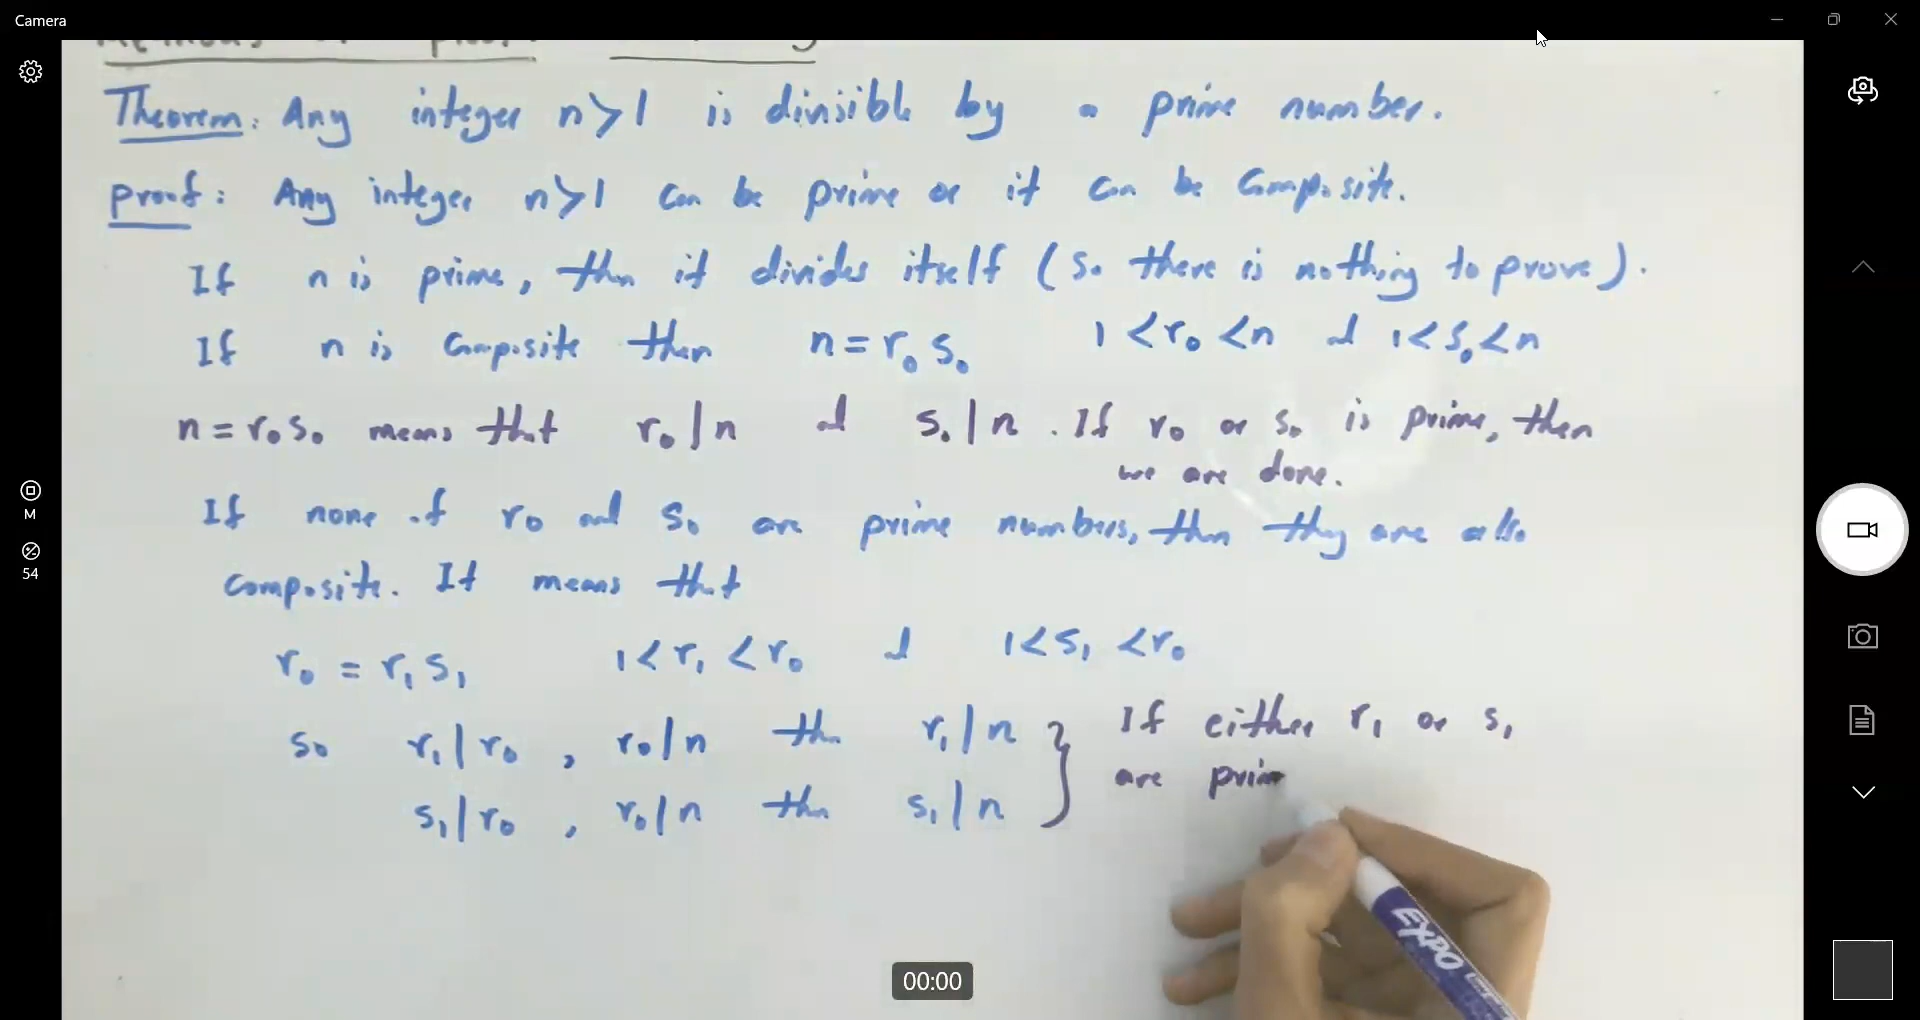 Camera
Theorem: Any integer n>1 is divisible by a prime number.
proof: Any integer n>1 can be prime or it can be composite.
If n is prime, then it divides itself (so there is nothing to prove).
If n is composite then n = r₀ s₀ 1 < r₀ < n and 1 < s₀ < n
n = r₀ s₀ means that r₀ | n and s₀ | n . If r₀ or s₀ is prime, then
we are done.
If none of r₀ and s₀ are prime numbers, then they are also
composite. It means that
r₀ = r₁ s₁ 1 < r₁ < r₀ and 1 < s₁ < r₀
so r₁ | r₀ , r₀ | n then r₁ | n } If either r₁ or s₁
s₁ | r₀ , r₀ | n then s₁ | n are prim
M
54
00:00
EXPO